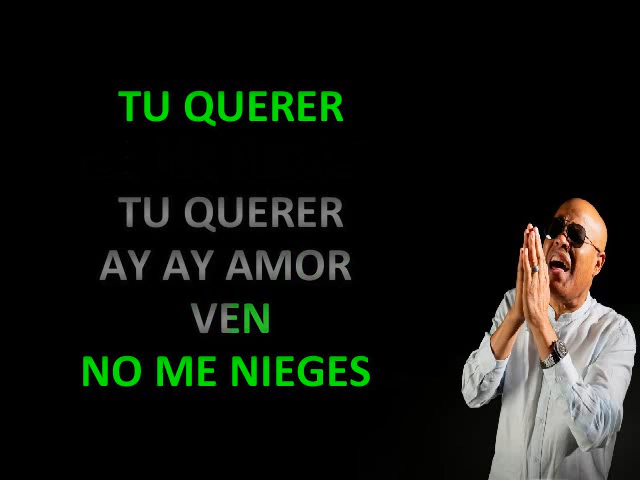 TU QUERER
TU QUERER
AY AY AMOR
VEN
NO ME NIEGES